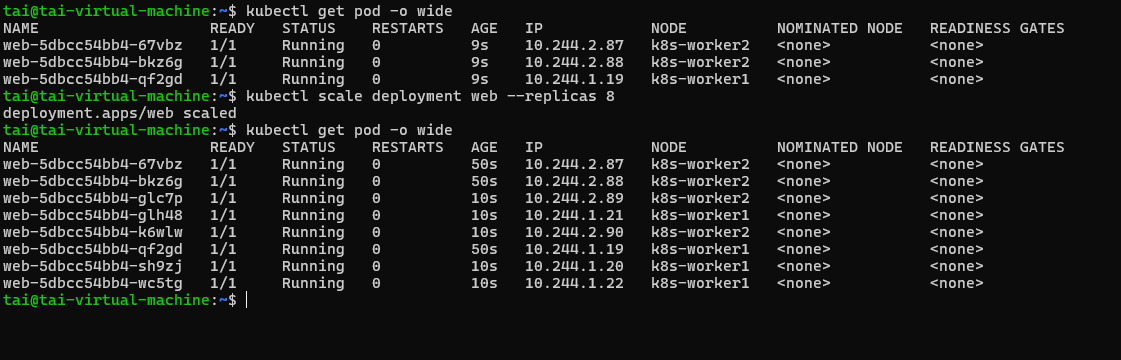 tai@tai-virtual-machine:~$ kubectl get pod -o wide
NAME                   READY   STATUS    RESTARTS   AGE   IP            NODE          NOMINATED NODE   READINESS GATES
web-5dbcc54bb4-67vbz   1/1     Running   0          9s    10.244.2.87   k8s-worker2   <none>           <none>
web-5dbcc54bb4-bkz6g   1/1     Running   0          9s    10.244.2.88   k8s-worker2   <none>           <none>
web-5dbcc54bb4-qf2gd   1/1     Running   0          9s    10.244.1.19   k8s-worker1   <none>           <none>
tai@tai-virtual-machine:~$ kubectl scale deployment web --replicas 8
deployment.apps/web scaled
tai@tai-virtual-machine:~$ kubectl get pod -o wide
NAME                   READY   STATUS    RESTARTS   AGE   IP            NODE          NOMINATED NODE   READINESS GATES
web-5dbcc54bb4-67vbz   1/1     Running   0          50s   10.244.2.87   k8s-worker2   <none>           <none>
web-5dbcc54bb4-bkz6g   1/1     Running   0          50s   10.244.2.88   k8s-worker2   <none>           <none>
web-5dbcc54bb4-glc7p   1/1     Running   0          10s   10.244.2.89   k8s-worker2   <none>           <none>
web-5dbcc54bb4-glh48   1/1     Running   0          10s   10.244.1.21   k8s-worker1   <none>           <none>
web-5dbcc54bb4-k6wlw   1/1     Running   0          10s   10.244.2.90   k8s-worker2   <none>           <none>
web-5dbcc54bb4-qf2gd   1/1     Running   0          50s   10.244.1.19   k8s-worker1   <none>           <none>
web-5dbcc54bb4-sh9zj   1/1     Running   0          10s   10.244.1.20   k8s-worker1   <none>           <none>
web-5dbcc54bb4-wc5tg   1/1     Running   0          10s   10.244.1.22   k8s-worker1   <none>           <none>
tai@tai-virtual-machine:~$